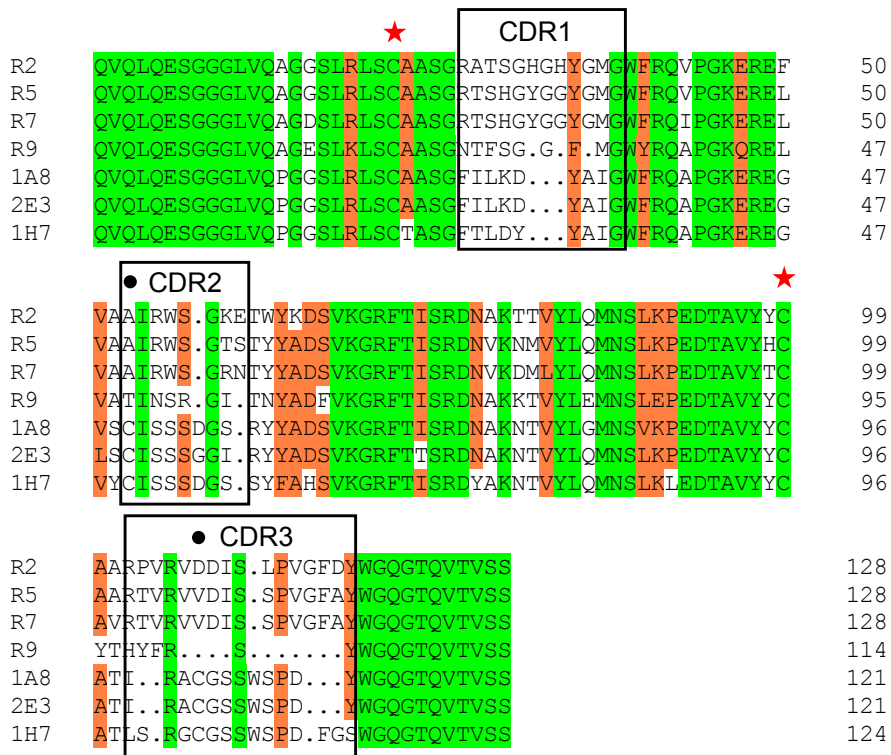 CDR1
R2 QVQLQESGGGLVQAGGSLRLSCAASGRATSGHGHYGMGWFRQVPGKEREF 50
R5 QVQLQESGGGLVQAGGSLRLSCAASGRTSHGYGGYGMGWFRQVPGKEREL 50
R7 QVQLQESGGGLVQAGDSLRLSCAASGRTSHGYGGYGMGWFRQIPGKEREL 50
R9 QVQLQESGGGLVQAGESLKLSCAASGNTFSG.G.F.MGWYRQAPGKQREL 47
1A8 QVQLQESGGGLVQPGGSLRLSCAASGFILKD...YAIGWFRQAPGKEREG 47
2E3 QVQLQESGGGLVQPGGSLRLSCAASGFILKD...YAIGWFRQAPGKEREG 47
1H7 QVQLQESGGGLVQPGGSLRLSCTASGFTLDY...YAIGWFRQAPGKEREG 47
● CDR2
R2 VAAIRWS.GKETWYKDSVKGRFTISRDNAKTTVYLQMNSLKPEDTAVYYC 99
R5 VAAIRWS.GTSTYYADSVKGRFTISRDNVKNMVYLQMNSLKPEDTAVYHC 99
R7 VAAIRWS.GRNTYYADSVKGRFTISRDNVKDMLYLQMNSLKPEDTAVYTC 99
R9 VATINSR.GI.TNYADFVKGRFTISRDNAKKTVYLEMNSLEPEDTAVYYC 95
1A8 VSCISSSDGS.RYYADSVKGRFTISRDNAKNTVYLGMNSVKPEDTAVYYC 96
2E3 LSCISSSGGI.RYYADSVKGRFTTSRDNAKNTVYLQMNSLKPEDTAVYYC 96
1H7 VYCISSSDGS.SYFAHSVKGRFTISRDYAKNTVYLQMNSLKLEDTAVYYC 96
● CDR3
R2 AARPVRVDDIS.LPVGFDYWGQGTQVTVSS 128
R5 AARTVRVVDIS.SPVGFAYWGQGTQVTVSS 128
R7 AVRTVRVVDIS.SPVGFAYWGQGTQVTVSS 128
R9 YTHYFR....S.......YWGQGTQVTVSS 114
1A8 ATI..RACGSSWSPD...YWGQGTQVTVSS 121
2E3 ATI..RACGSSWSPD...YWGQGTQVTVSS 121
1H7 ATLS.RGCGSSWSPD.FGSWGQGTQVTVSS 124